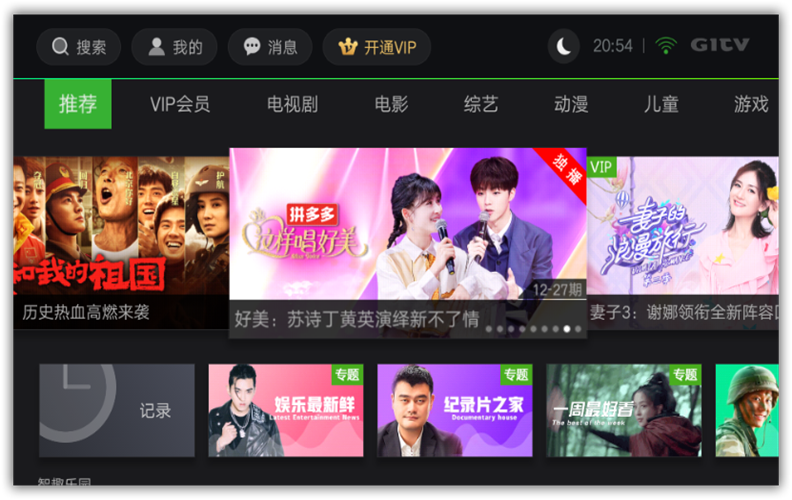 搜索
我的
消息
开通VIP
20:54
GITV
推荐
VIP会员
电视剧
电影
综艺
动漫
儿童
游戏
和我的祖国
历史热血高燃来袭
独播
拼多多
这样唱好美
12-27期
好美：苏诗丁黄英演绎新不了情
VIP
妻子的
浪漫旅行
妻子3：谢娜领衔全新阵容
记录
专题
娱乐最新鲜
Latest Entertainment News
专题
纪录片之家
Documentary house
专题
一周最好看
The best of the week
智趣乐园